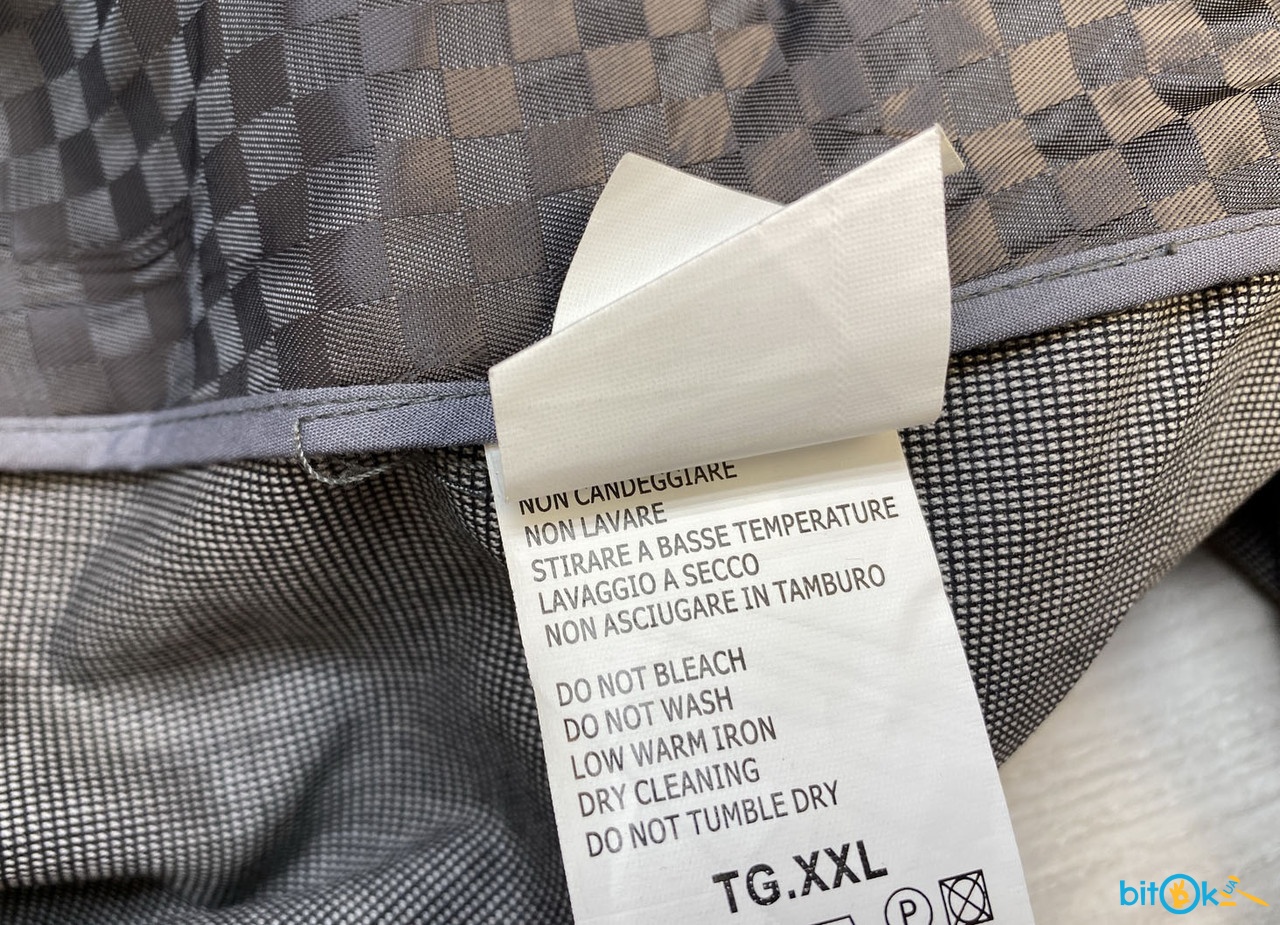 NON CANDEGGIARE
NON LAVARE
STIRARE A BASSE TEMPERATURE
LAVAGGIO A SECCO
NON ASCIUGARE IN TAMBURO
DO NOT BLEACH
DO NOT WASH
LOW WARM IRON
DRY CLEANING
DO NOT TUMBLE DRY
TG.XXL
P
bitOk UA